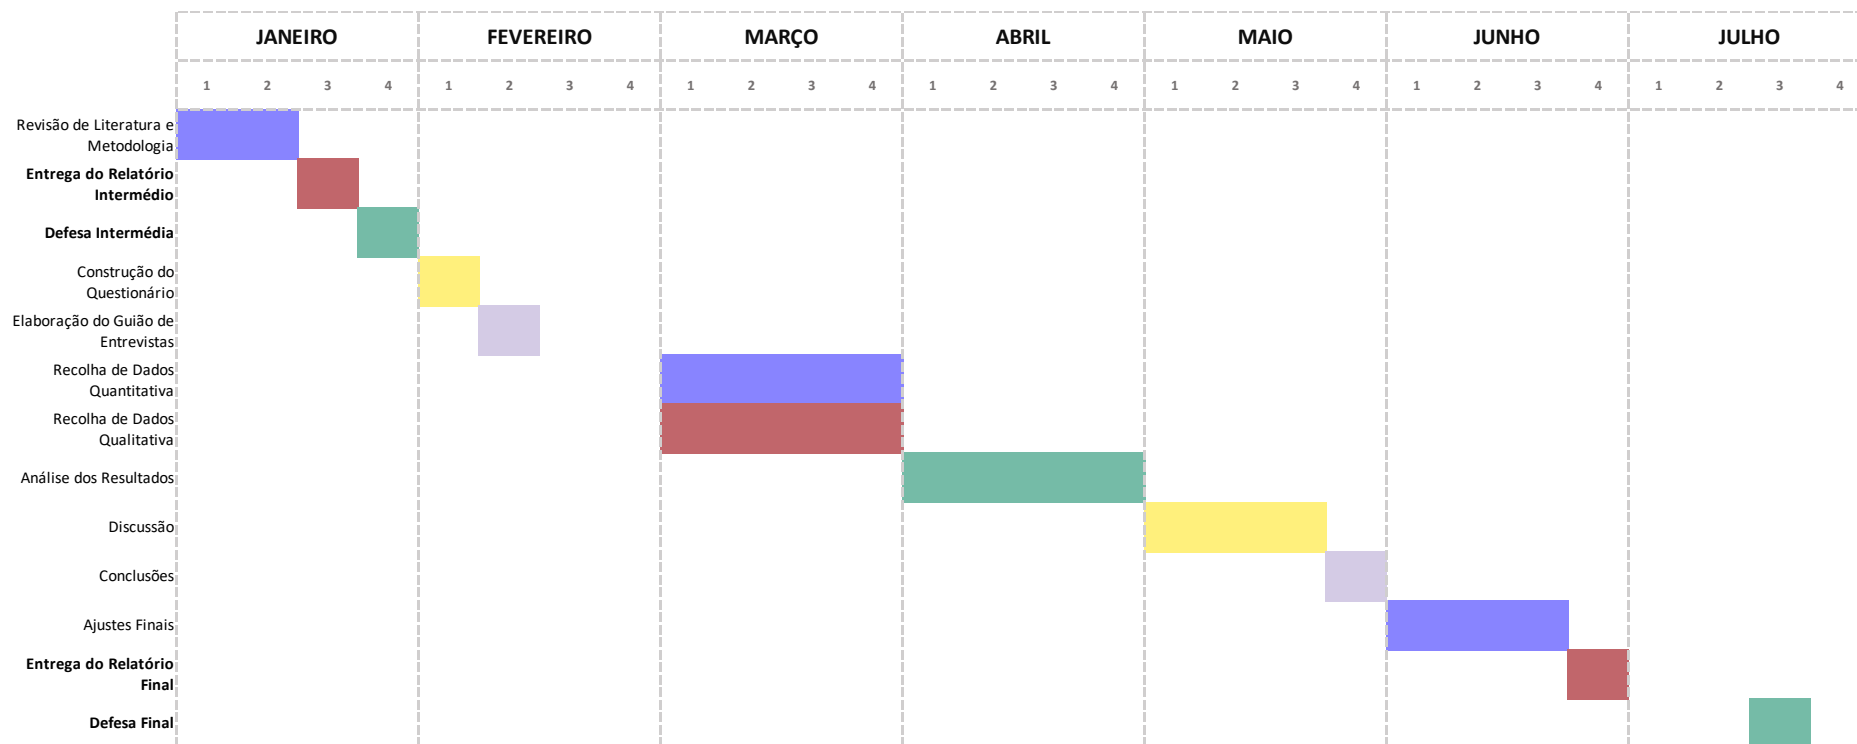 JANEIRO FEVEREIRO MARÇO ABRIL MAIO JUNHO JULHO
1 2 3 4 1 2 3 4 1 2 3 4 1 2 3 4 1 2 3 4 1 2 3 4 1 2 3 4
Revisão de Literatura e
Metodologia
Entrega do Relatório
Intermédio
Defesa Intermédia
Construção do
Questionário
Elaboração do Guião de
Entrevistas
Recolha de Dados
Quantitativa
Recolha de Dados
Qualitativa
Análise dos Resultados
Discussão
Conclusões
Ajustes Finais
Entrega do Relatório
Final
Defesa Final